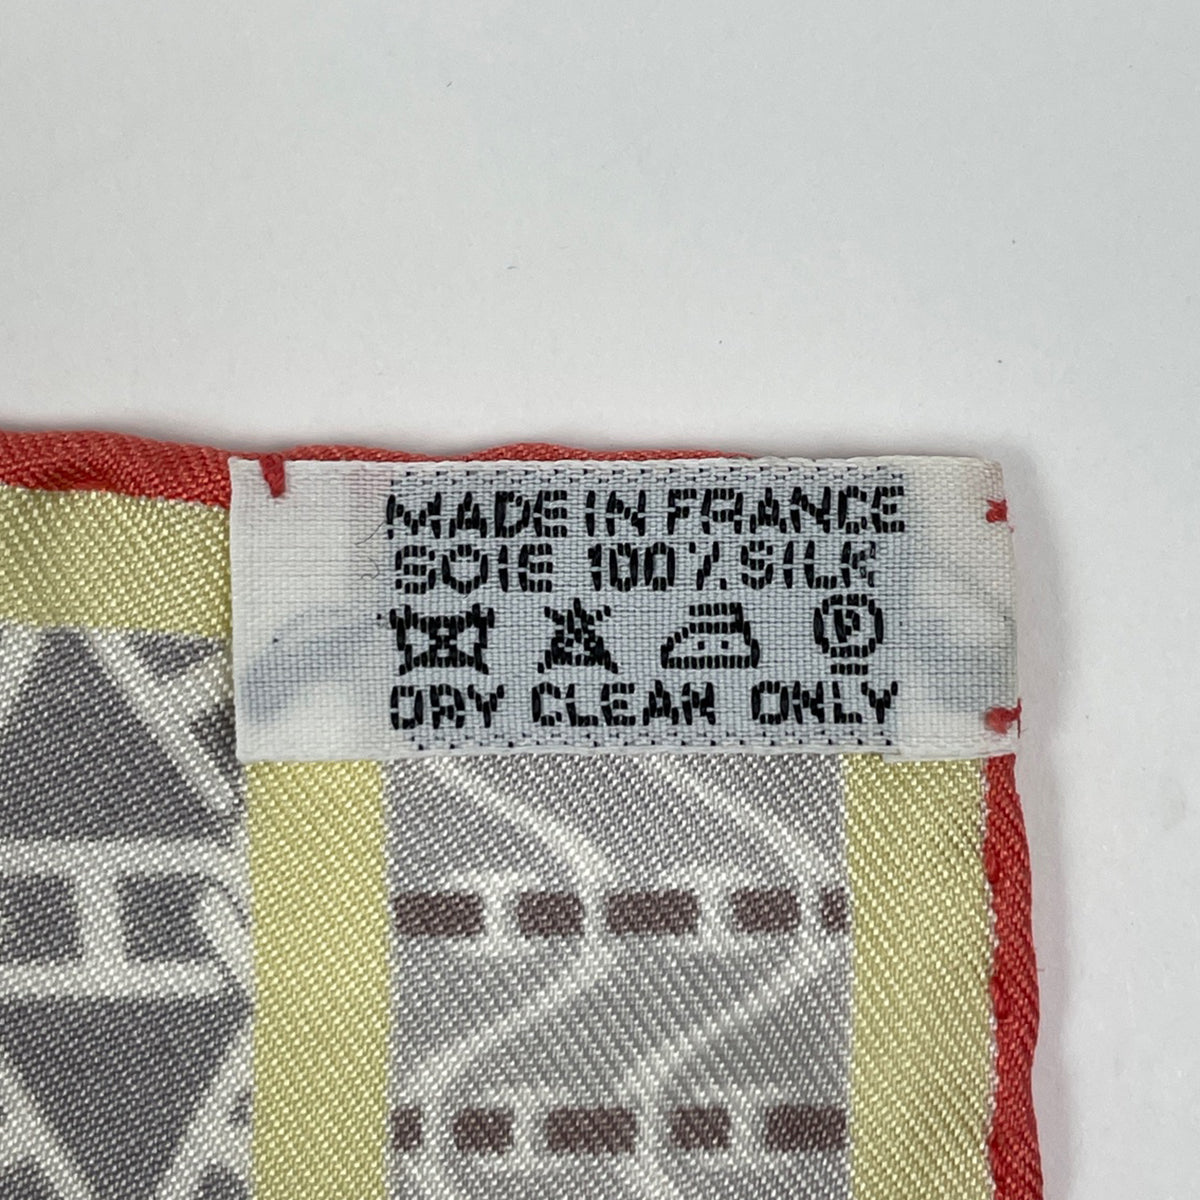 MADE IN FRANCE
SOIE 100% SILK
P
DRY CLEAN ONLY